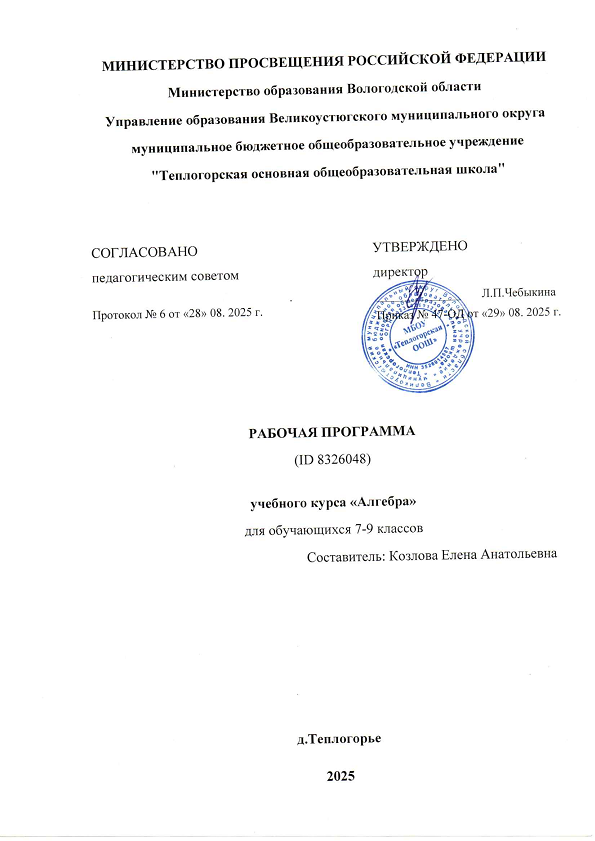 МИНИСТЕРСТВО ПРОСВЕЩЕНИЯ РОССИЙСКОЙ ФЕДЕРАЦИИ
Министерство образования Вологодской области
Управление образования Великоустюгского муниципального округа
муниципальное бюджетное общеобразовательное учреждение
"Теплогорская основная общеобразовательная школа"
СОГЛАСОВАНО
педагогическим советом
Протокол № 6 от «28» 08. 2025 г.
УТВЕРЖДЕНО
директор
Л.П.Чебыкина
Приказ № 47-ОД от «29» 08. 2025 г.
МБОУ
«Теплогорская
ООШ»
РАБОЧАЯ ПРОГРАММА
(ID 8326048)
учебного курса «Алгебра»
для обучающихся 7-9 классов
Составитель: Козлова Елена Анатольевна
д.Теплогорье
2025